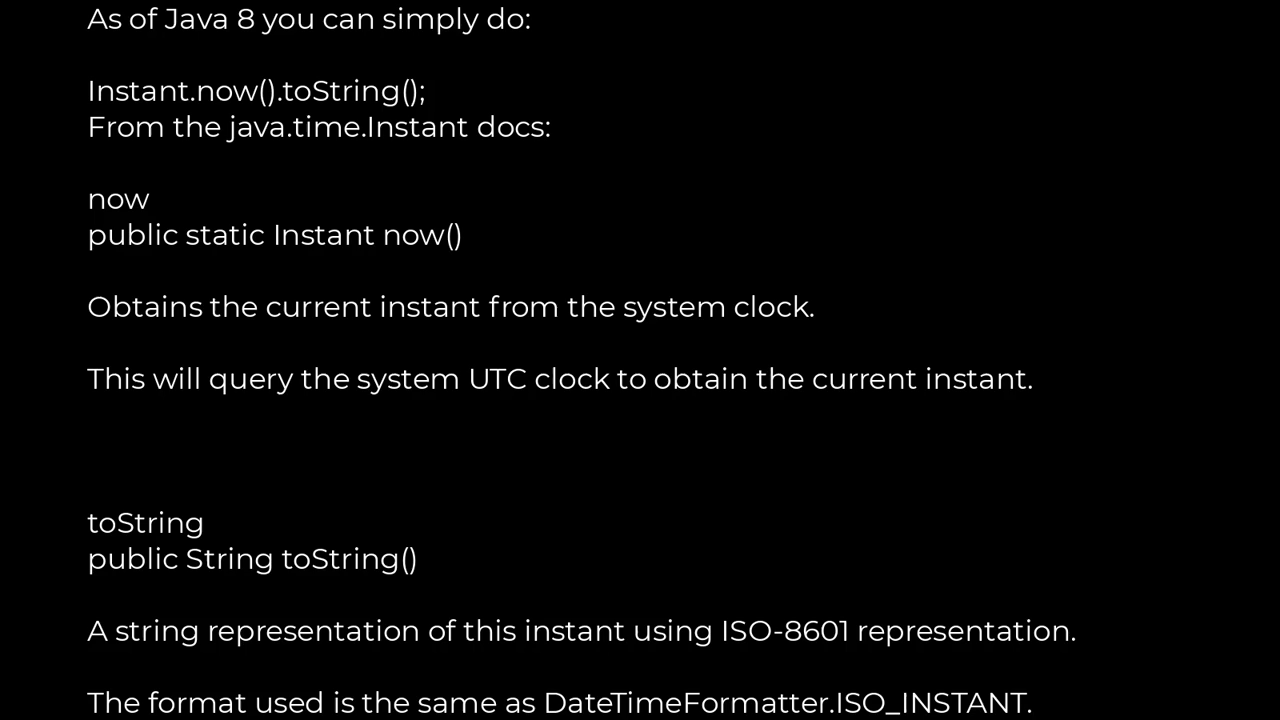 As of Java 8 you can simply do:
Instant.now().toString();
From the java.time.Instant docs:
now
public static Instant now()
Obtains the current instant from the system clock.
This will query the system UTC clock to obtain the current instant.
toString
public String toString()
A string representation of this instant using ISO-8601 representation.
The format used is the same as DateTimeFormatter.ISO_INSTANT.